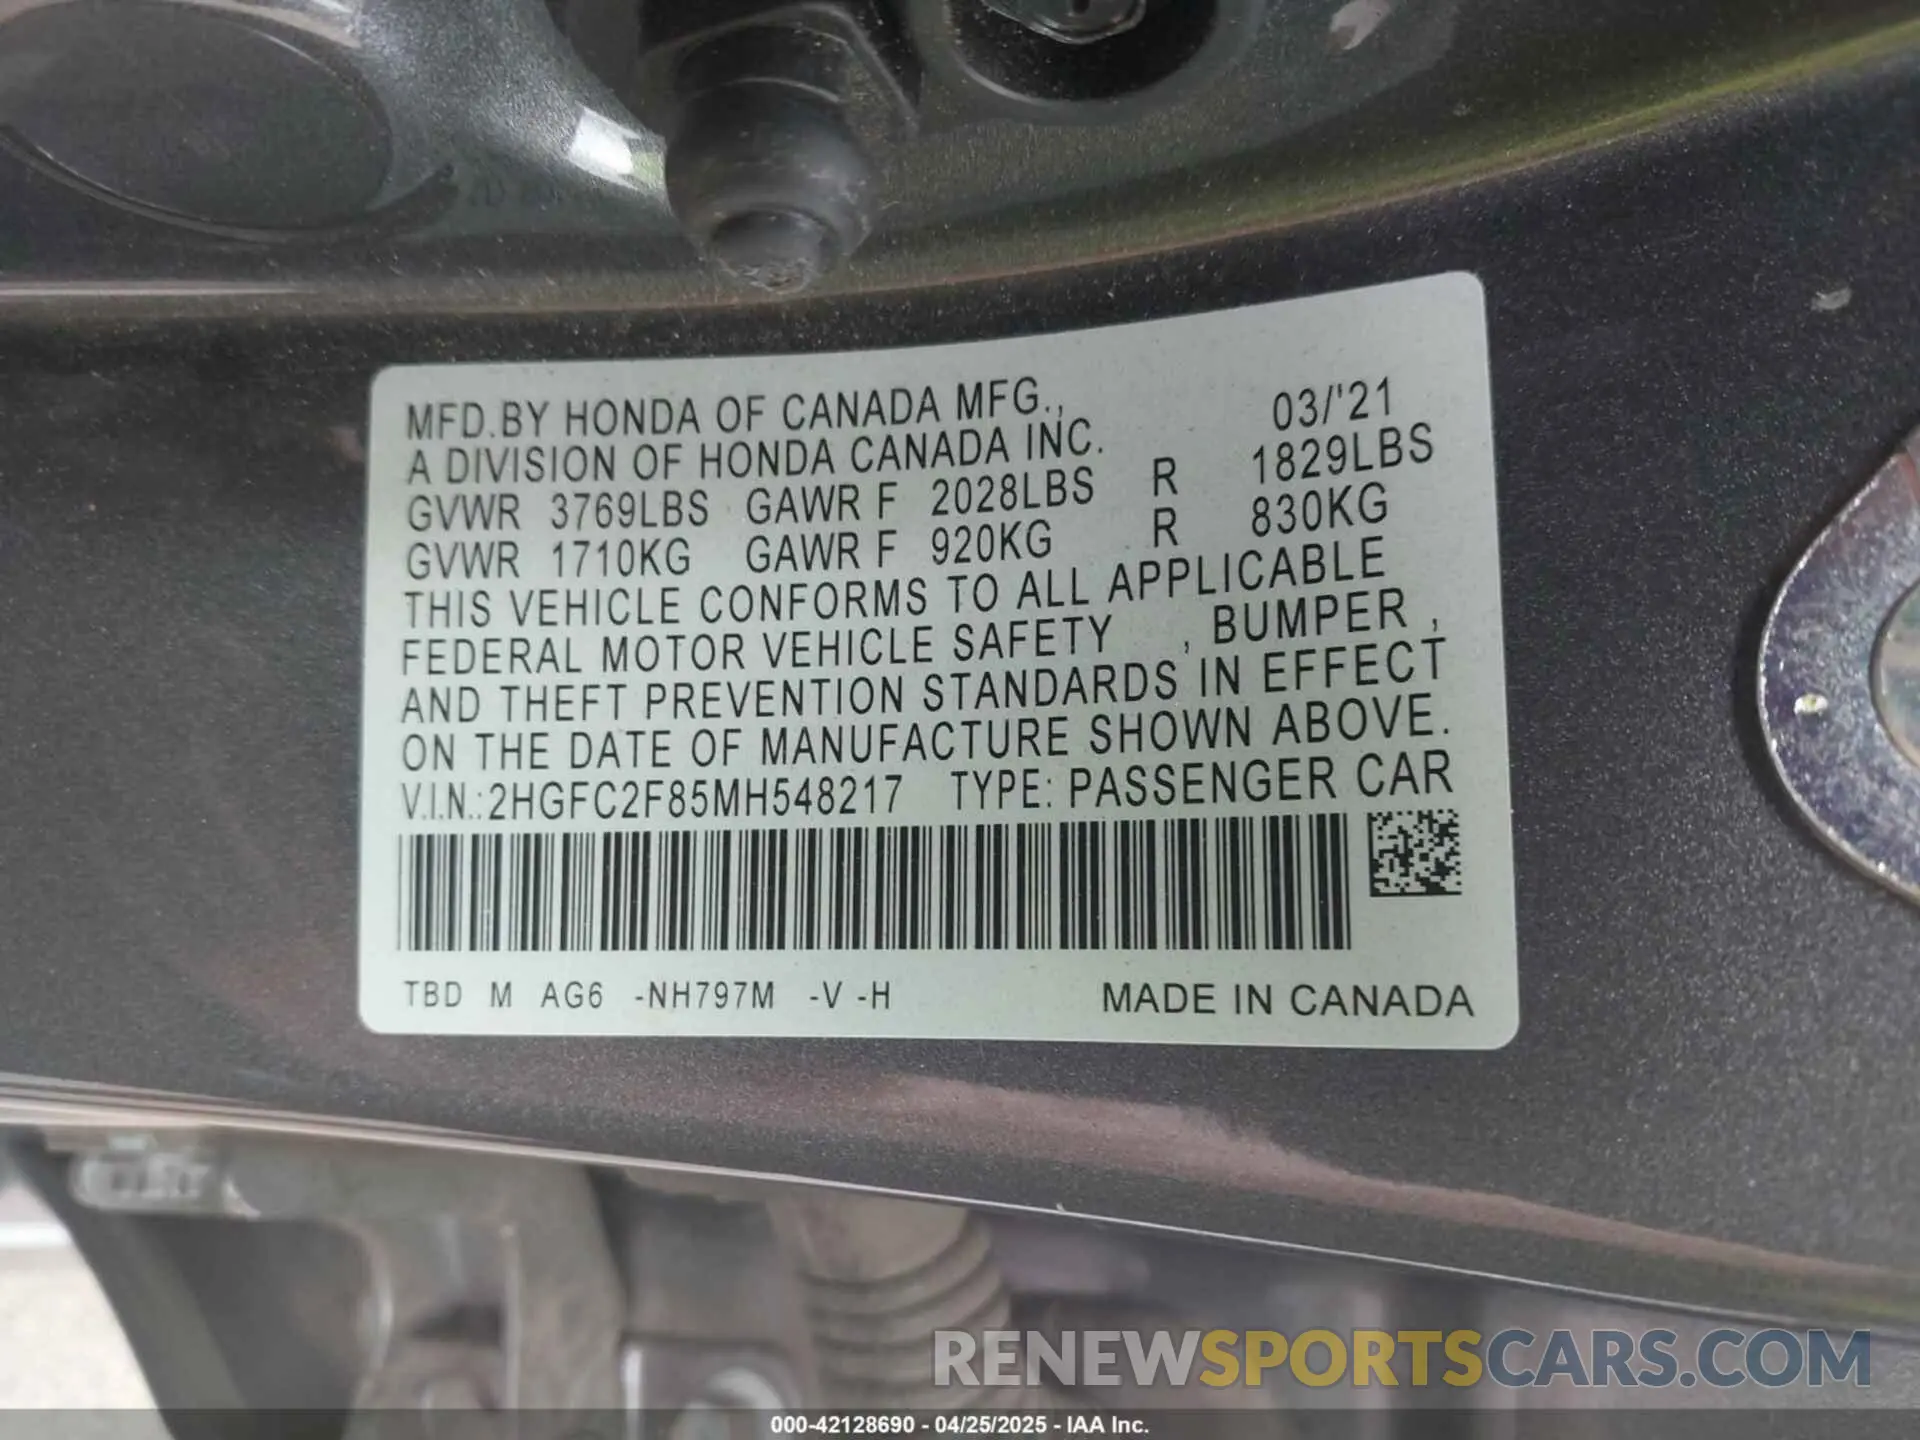 MFD.BY HONDA OF CANADA MFG., 03/'21
A DIVISION OF HONDA CANADA INC.
GVWR 3769LBS GAWR F 2028LBS R 1829LBS
GVWR 1710KG GAWR F 920KG R 830KG
THIS VEHICLE CONFORMS TO ALL APPLICABLE
FEDERAL MOTOR VEHICLE SAFETY , BUMPER ,
AND THEFT PREVENTION STANDARDS IN EFFECT
ON THE DATE OF MANUFACTURE SHOWN ABOVE.
V.I.N.:2HGFC2F85MH548217 TYPE: PASSENGER CAR
TBD M AG6 -NH797M -V -H MADE IN CANADA
RENEWSPORTSCARS.COM
000-42128690 - 04/25/2025 - IAA Inc.